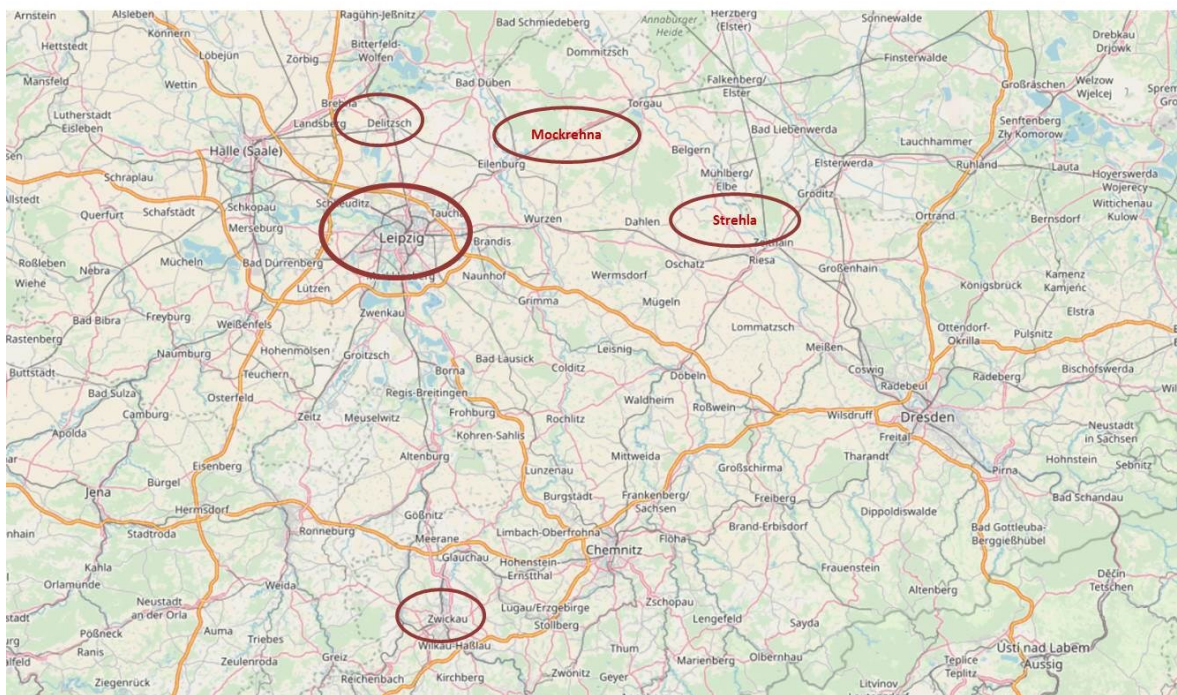 Arnstein
Alsleben
Ragühn-Jeßnitz
Bad Schmiedeberg
Annaburger
Heide
Herzberg
(Elster)
Sonnewalde
Drebkau
Drjowk
Könnern
Hettstedt
Löbejün
Zörbig
Bitterfeld-
Wolfen
Dommitzsch
Finsterwalde
Mansfeld
Wettin
Bad Düben
Falkenberg/
Elster
Großräschen
Welzow
Wjelcej
Lutherstadt
Eisleben
Brehna
Landsberg
Delitzsch
Mockrehna
Torgau
Bad Liebenwerda
Senftenberg
Zły Komorow
Halle (Saale)
Eilenburg
Belgern
Elsterwerda
Lauchhammer
Ruhland
Lauta
Hoyerswerda
Wojerecy
Schraplau
Mühlberg/
Elbe
Gröditz
Wittichenau
Kulow
Allstedt
Querfurt
Schafstädt
Schkopau
Merseburg
Schkeuditz
Taucha
Wurzen
Dahlen
Strehla
Ortrand
Bernsdorf
Leipzig
Brandis
Zeithain
Riesa
Roßleben
Nebra
Mücheln
Bad Dürrenberg
Naunhof
Wermsdorf
Oschatz
Großenhain
Kamenz
Kamjenc
Wiehe
Lützen
Grimma
Mügeln
Königsbrück
Elstra
Bad Bibra
Freyburg
Weißenfels
Zwenkau
Lommatzsch
Ottendorf-
Okrilla
Pulsnitz
Rastenberg
Naumburg
Hohenmölsen
Groitzsch
Bad Lausick
Leisnig
Meißen
Buttstädt
Teuchern
Borna
Colditz
Döbeln
Coswig
Radebeul
Radeberg
Bischofswerda
Bad Sulza
Osterfeld
Regis-Breitingen
Waldheim
Camburg
Zeitz
Meuselwitz
Frohburg
Rochlitz
Roßwein
Wilsdruff
Dresden
Apolda
Kohren-Sahlis
Freital
Neustadt
in Sachsen
Eisenberg
Altenburg
Mittweida
Tharandt
Pirna
Hohnstein
Sebnitz
Jena
Bürgel
Lunzenau
Großschirma
Hermsdorf
Burgstädt
Frankenberg/
Sachsen
Freiberg
Bad Schandau
Stadtroda
Ronneburg
Gößnitz
Limbach-Oberfrohna
Brand-Erbisdorf
Dippoldiswalde
Bad Gottleuba-
Berggießhübel
Meerane
Chemnitz
Flöha
Kahla
Glauchau
Hohenstein-
Ernstthal
Frauenstein
Orlamünde
Weida
Altenberg
Děčín
Tetschen
Neustadt
an der Orla
Zwickau
Lugau/Erzgebirge
Stollberg
Zschopau
Lengefeld
Sayda
Pößneck
Auma
Triebes
Wilkau-Haßlau
Ranis
Zeulenroda
Greiz
Thum
Marienberg
Olbernhau
Ústí nad Labem
Aussig
Teplice
Teplitz
Ziegenrück
Reichenbach
Kirchberg
Zwönitz
Geyer
Litvínov